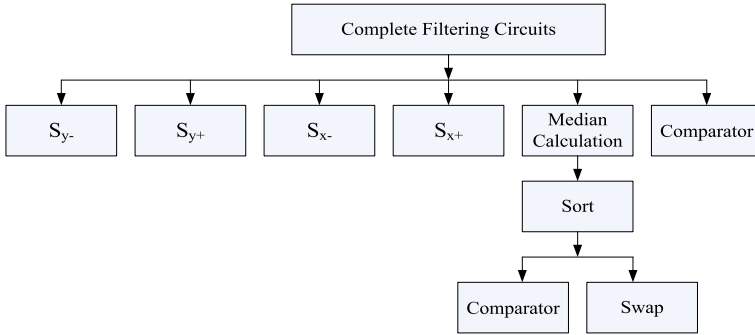 Complete Filtering Circuits
Sy-
Sy+
Sx-
Sx+
Median
Calculation
Comparator
Sort
Comparator
Swap